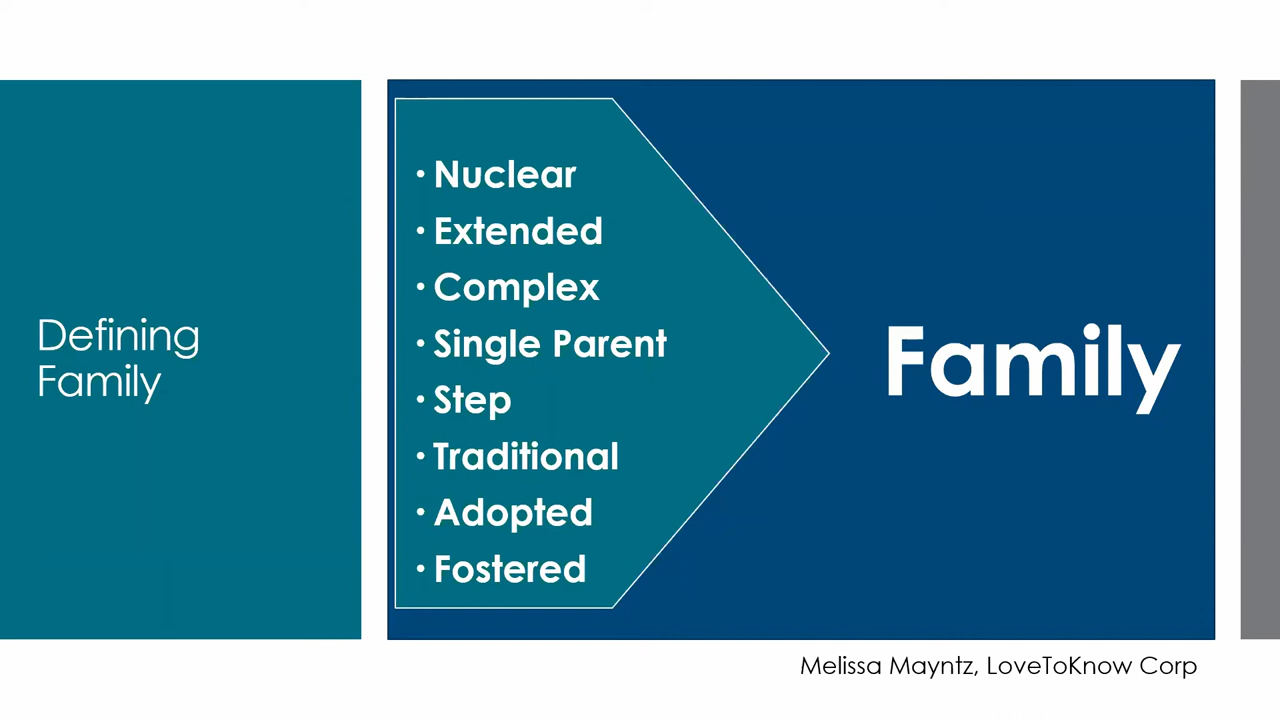 Defining
Family
• Nuclear
• Extended
• Complex
• Single Parent
• Step
• Traditional
• Adopted
• Fostered
Family
Melissa Mayntz, LoveToKnow Corp